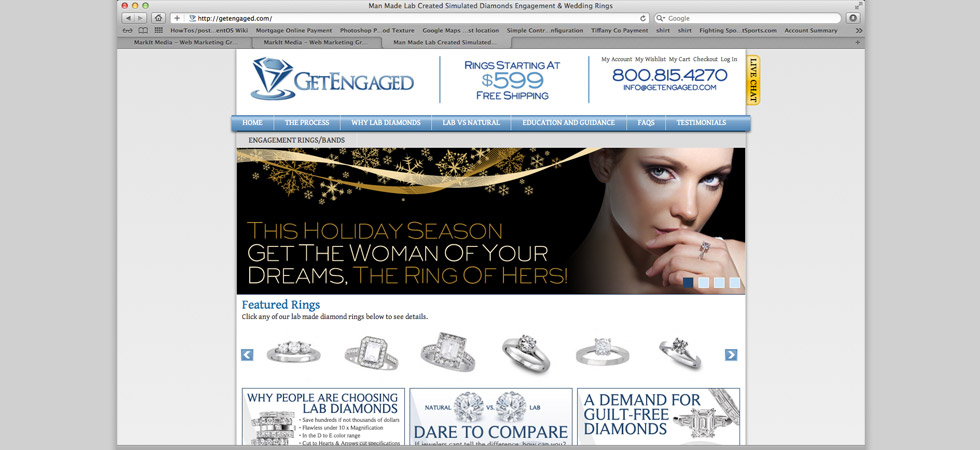 Man Made Lab Created Simulated Diamonds Engagement & Wedding Rings
http://getengaged.com/
Google
HowTos/post...entOS Wiki Mortgage Online Payment Photoshop P...od Texture Google Maps ...st location Simple Contr...nfiguration Tiffany Co Payment shirt shirt Fighting Spo...tSports.com Account Summary
MarkIt Media – Web Marketing Gr... MarkIt Media – Web Marketing Gr... Man Made Lab Created Simulated...
My Account My Wishlist My Cart Checkout Log In
GETENGAGED
RINGS STARTING AT
$599
FREE SHIPPING
800.815.4270
INFO@GETENGAGED.COM
LIVE CHAT
HOME THE PROCESS WHY LAB DIAMONDS LAB VS NATURAL EDUCATION AND GUIDANCE FAQS TESTIMONIALS
ENGAGEMENT RINGS/BANDS
THIS HOLIDAY SEASON
GET THE WOMAN OF YOUR
DREAMS, THE RING OF HERS!
Featured Rings
Click any of our lab made diamond rings below to see details.
WHY PEOPLE ARE CHOOSING
LAB DIAMONDS
• Save hundreds if not thousands of dollars
• Flawless under 10 x Magnification
• In the D to E color range
• Cut to Hearts & Arrows cut specifications
NATURAL VS. LAB
DARE TO COMPARE
If jewelers cant tell the difference, how can you?
A DEMAND FOR
GUILT-FREE
DIAMONDS